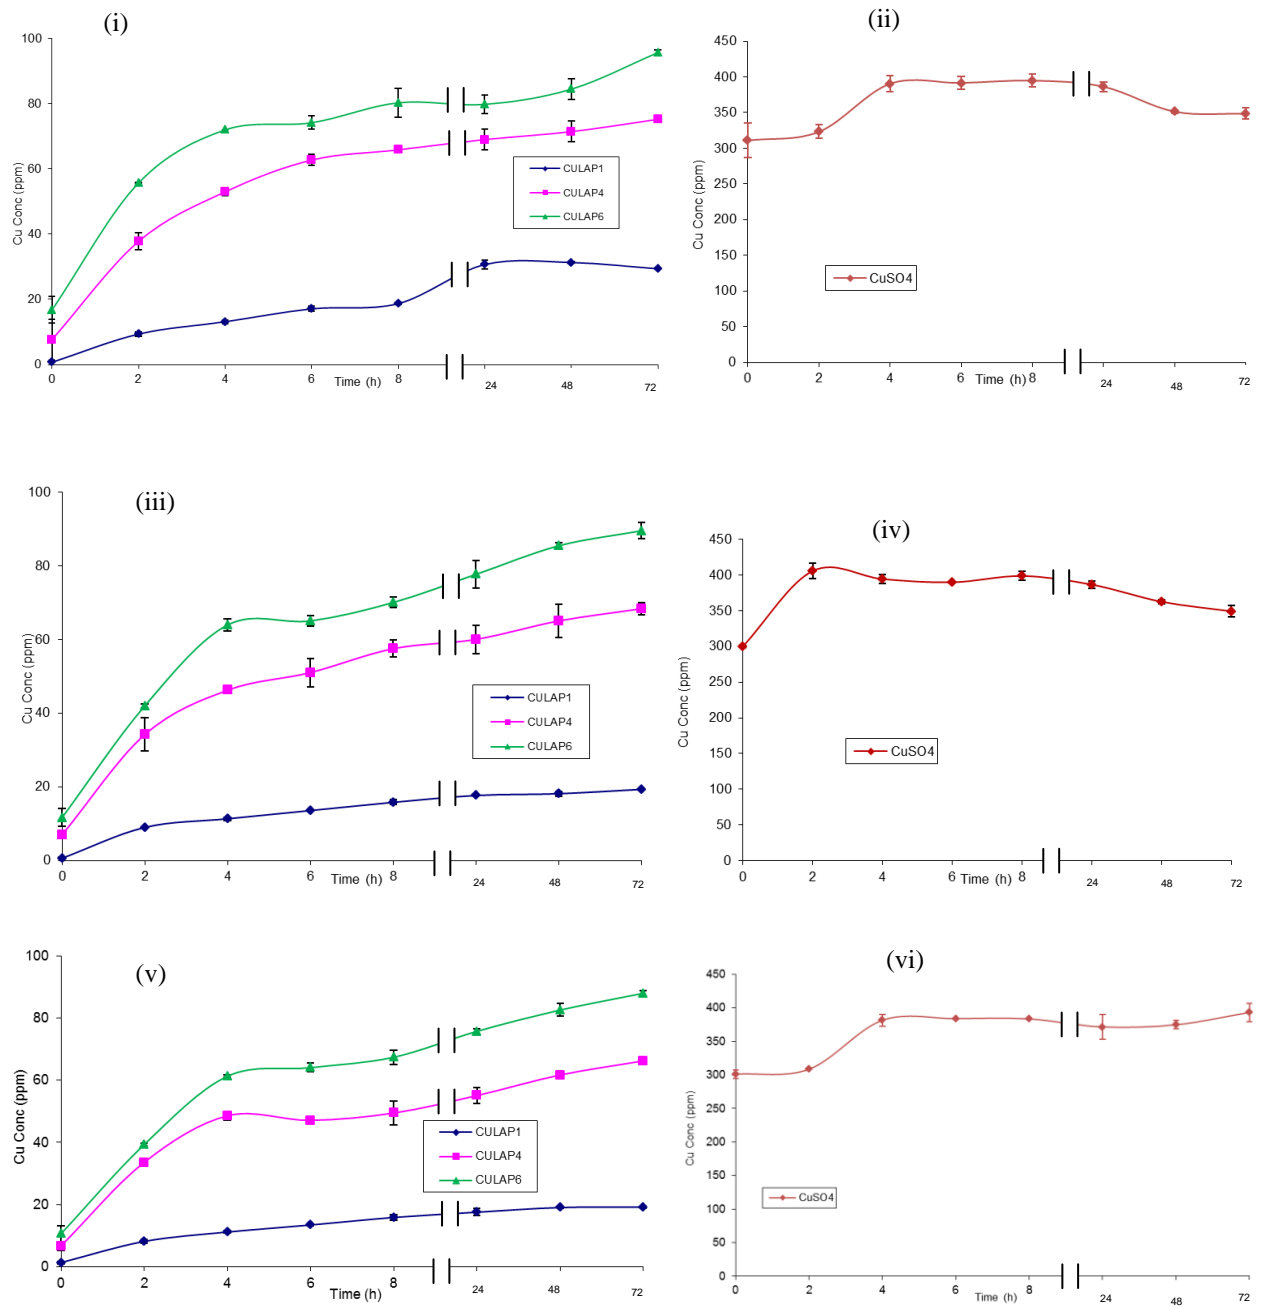 (i)
100
80
60
40
20
0
Cu Conc (ppm)
CULAP1
CULAP4
CULAP6
0 2 4 6 8 24 48 72
Time (h)
(ii)
450
400
350
300
250
200
150
100
50
0
Cu Conc (ppm)
CuSO4
0 2 4 6 Time (h) 8 24 48 72
(iii)
100
80
60
40
20
0
Cu Conc (ppm)
CULAP1
CULAP4
CULAP6
0 2 4 6 8 24 48 72
Time (h)
(iv)
450
400
350
300
250
200
150
100
50
0
Cu Conc (ppm)
CuSO4
0 2 4 6 Time (h) 8 24 48 72
(v)
100
80
60
40
20
0
Cu Conc (ppm)
CULAP1
CULAP4
CULAP6
0 2 4 6 8 24 48 72
Time (h)
(vi)
450
400
350
300
250
200
150
100
50
0
Cu Conc (ppm)
CuSO4
0 2 4 6 8 24 48 72
Time (h)